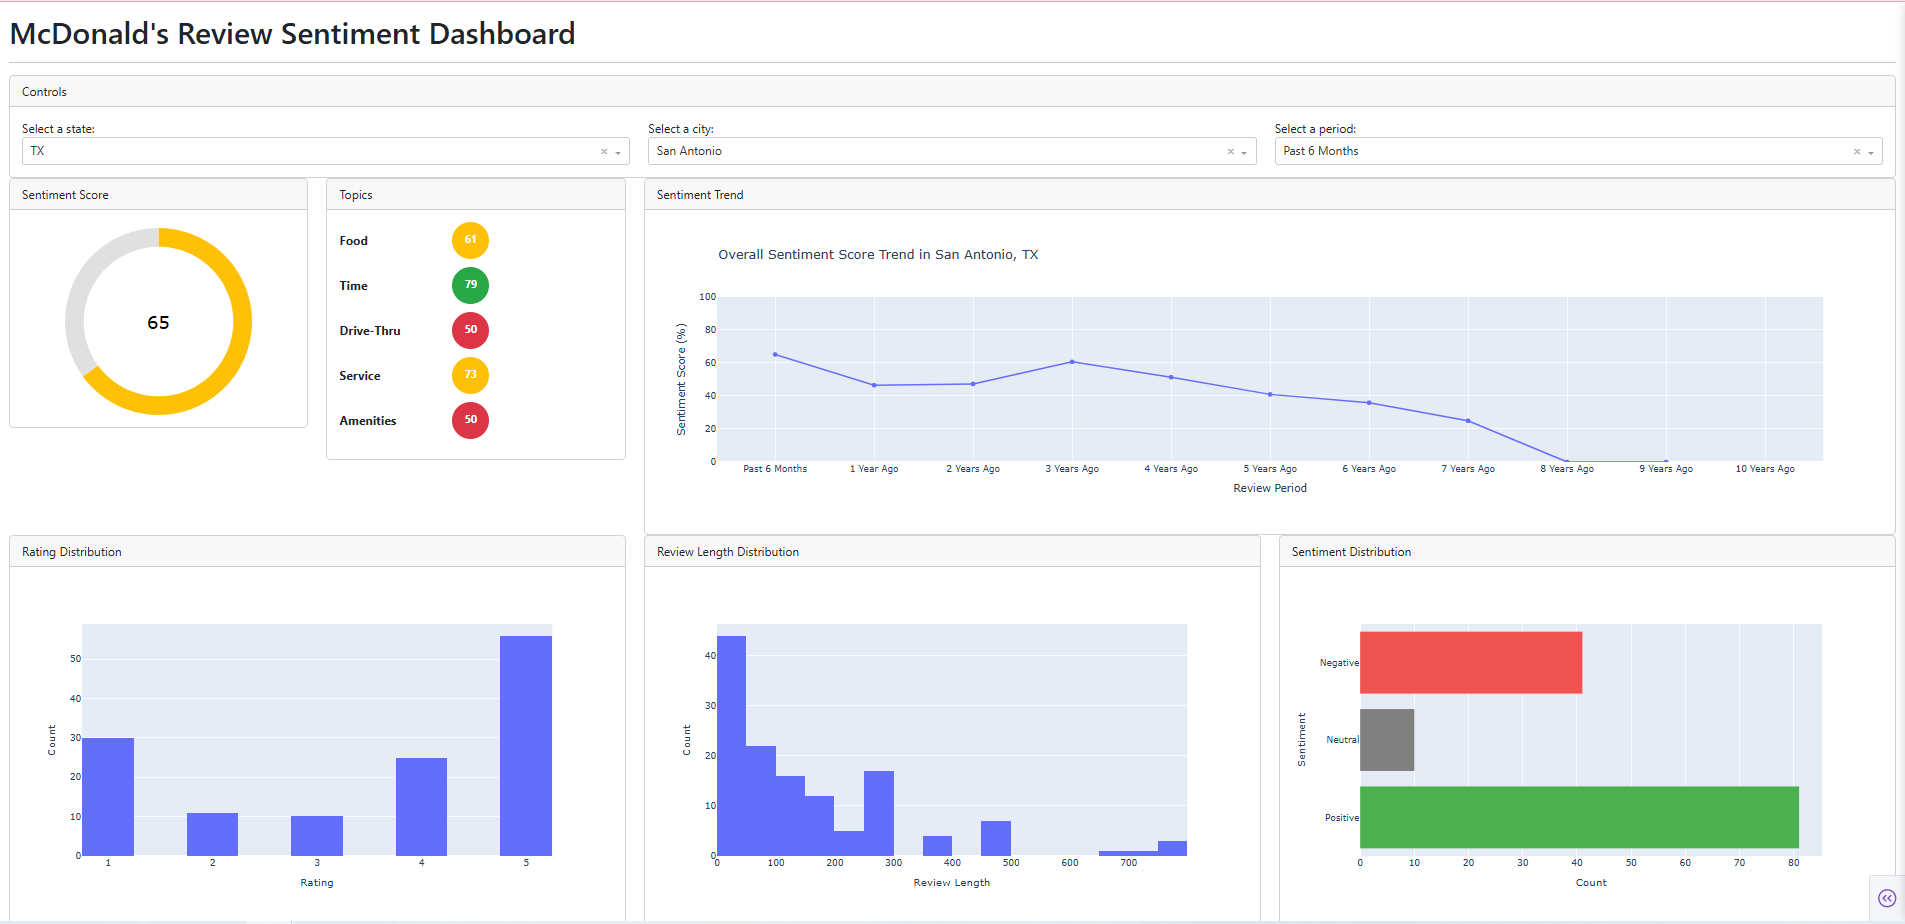 McDonald's Review Sentiment Dashboard
Controls
Select a state:
TX
Select a city:
San Antonio
Select a period:
Past 6 Months
Sentiment Score
65
Topics
Food 61
Time 79
Drive-Thru 50
Service 73
Amenities 50
Sentiment Trend
Overall Sentiment Score Trend in San Antonio, TX
Sentiment Score (%)
100
80
60
40
20
0
Past 6 Months 1 Year Ago 2 Years Ago 3 Years Ago 4 Years Ago 5 Years Ago 6 Years Ago 7 Years Ago 8 Years Ago 9 Years Ago 10 Years Ago
Review Period
Rating Distribution
Count
50
40
30
20
10
0
1 2 3 4 5
Rating
Review Length Distribution
Count
40
30
20
10
0
0 100 200 300 400 500 600 700
Review Length
Sentiment Distribution
Sentiment
Negative
Neutral
Positive
0 10 20 30 40 50 60 70 80
Count